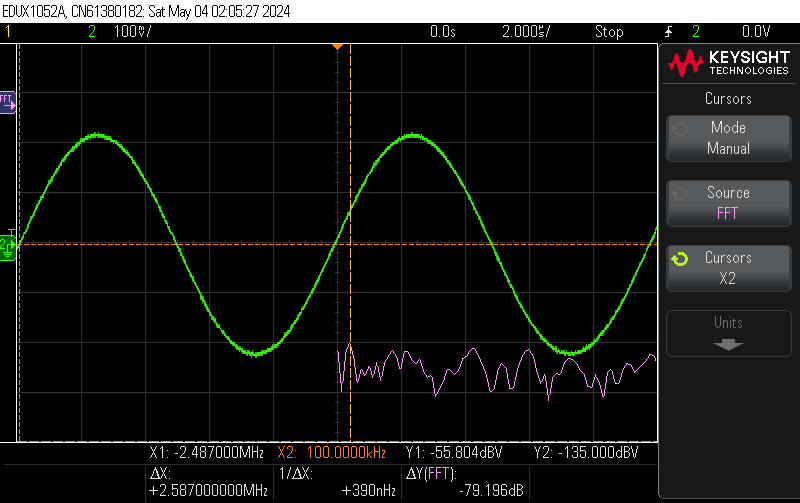 EDUX1052A, CN61380182: Sat May 04 02:05:27 2024
1 2 100mV/ 0.0s 2.000s/ Stop 2 0.0V
KEYSIGHT
TECHNOLOGIES
Cursors
FFT
Mode
Manual
Source
FFT
Cursors
X2
T
2
Units
X1: -2.487000MHz X2: 100.0000kHz Y1: -55.804dBV Y2: -135.000dBV
ΔX: 1/ΔX: ΔY(FFT):
+2.587000000MHz +390nHz -79.196dB